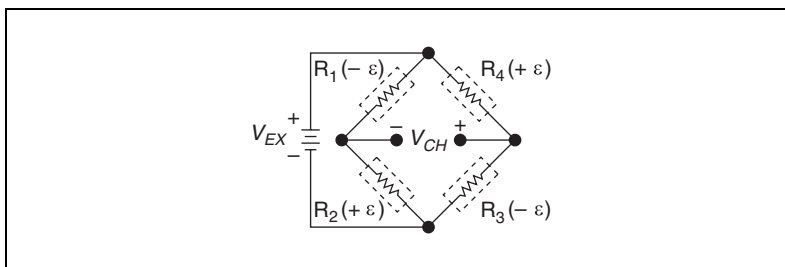 R1(– ε) R4(+ ε)
+
VEX
–
– VCH +
R2(+ ε) R3(– ε)